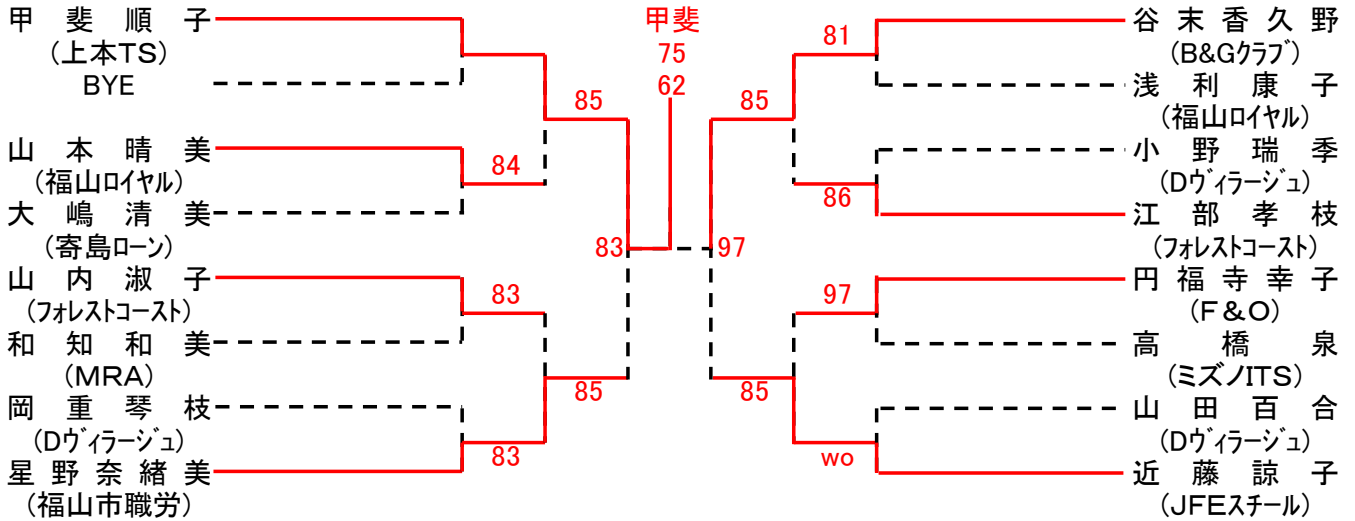 甲斐順子
(上本TS)
BYE
山本晴美
(福山ロイヤル)
大嶋清美
(寄島ローン)
山内淑子
(フォレストコースト)
和知和美
(MRA)
岡重琴枝
(Dヴィラージュ)
星野奈緒美
(福山市職労)
85
84
83
83
85
83
甲斐
75
62
81
85
86
97
97
85
wo
谷末香久野
(B&Gクラブ)
浅利康子
(福山ロイヤル)
小野瑞季
(Dヴィラージュ)
江部孝枝
(フォレストコースト)
円福寺幸子
(F&O)
高橋泉
(ミズノITS)
山田百合
(Dヴィラージュ)
近藤諒子
(JFEスチール)